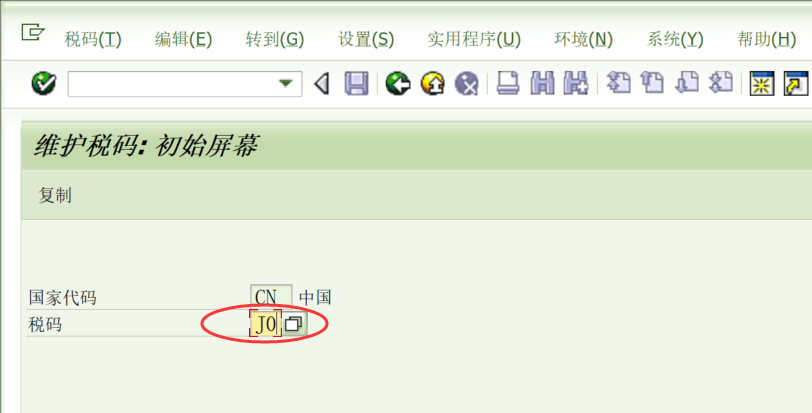 税码(T) 编辑(E) 转到(G) 设置(S) 实用程序(U) 环境(N) 系统(Y) 帮助(H)
维护税码: 初始屏幕
复制
国家代码 CN 中国
税码 J0